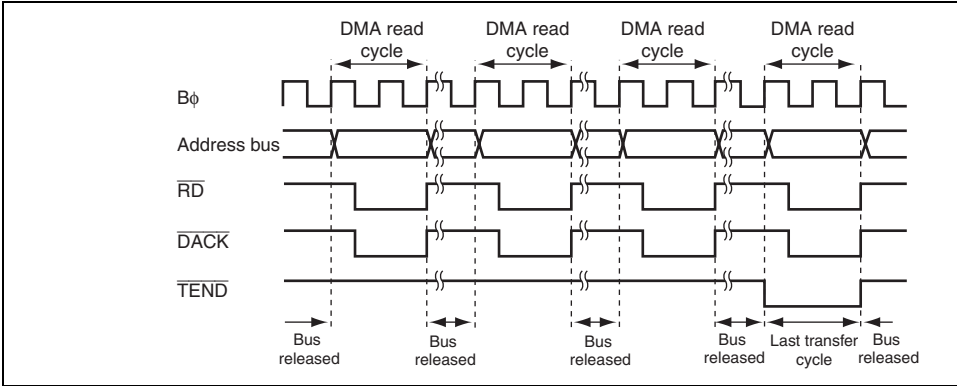 DMA read
cycle
DMA read
cycle
DMA read
cycle
DMA read
cycle
Bϕ
Address bus
RD
DACK
TEND
Bus
released
Bus
released
Bus
released
Bus
released
Last transfer
cycle
Bus
released